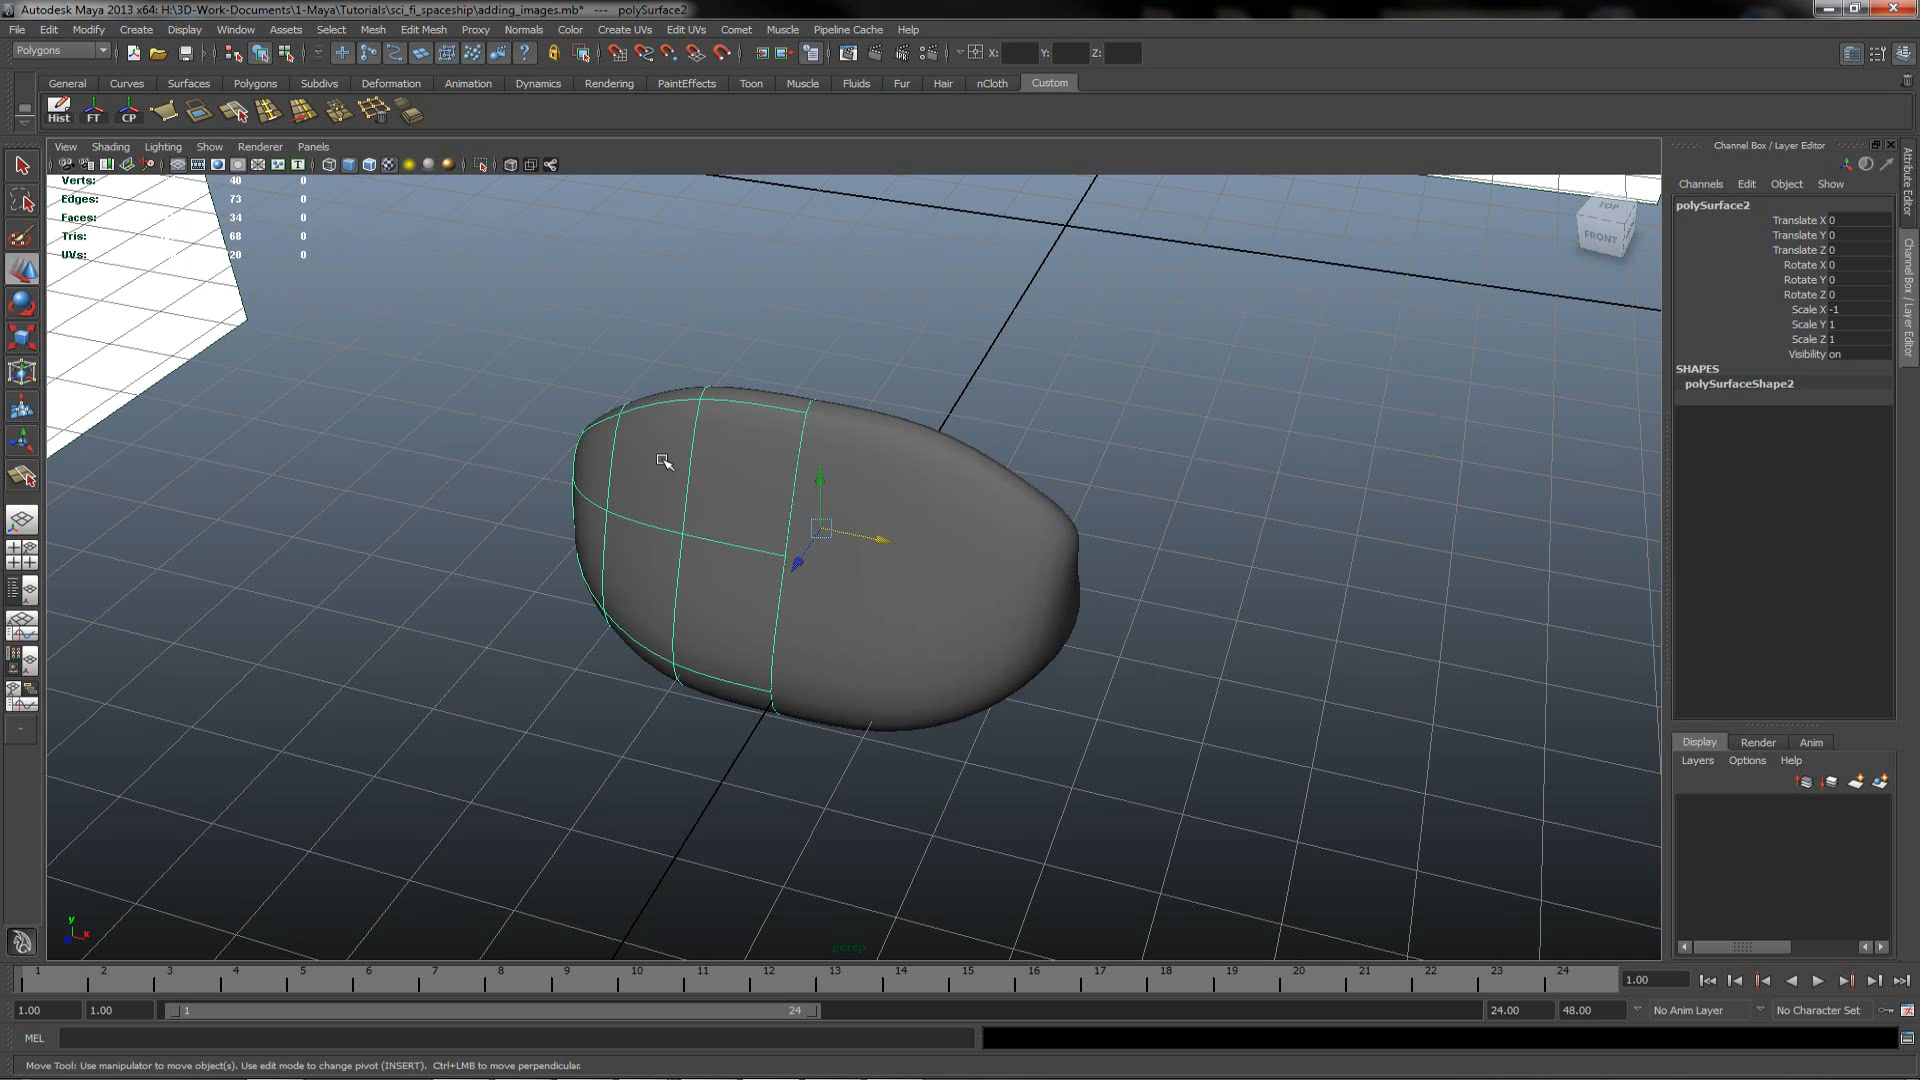 Autodesk Maya 2013 x64: H:\3D-Work-Documents\1-Maya\Tutorials\sci_fi_spaceship\adding_images.mb* --- polySurface2
File Edit Modify Create Display Window Assets Select Mesh Edit Mesh Proxy Normals Color Create UVs Edit UVs Comet Muscle Pipeline Cache Help
Polygons X: Y: Z:
General Curves Surfaces Polygons Subdivs Deformation Animation Dynamics Rendering PaintEffects Toon Muscle Fluids Fur Hair nCloth Custom
Hist FT CP
View Shading Lighting Show Renderer Panels
Verts: 40 0
Edges: 73 0
Faces: 34 0
Tris: 68 0
UVs: 20 0
TOP
FRONT
persp
y
x
Channel Box / Layer Editor
Channels Edit Object Show
polySurface2
Translate X 0
Translate Y 0
Translate Z 0
Rotate X 0
Rotate Y 0
Rotate Z 0
Scale X -1
Scale Y 1
Scale Z 1
Visibility on
SHAPES
polySurfaceShape2
Attribute Editor
Channel Box / Layer Editor
Display Render Anim
Layers Options Help
1 2 3 4 5 6 7 8 9 10 11 12 13 14 15 16 17 18 19 20 21 22 23 24 1.00
1.00 1.00 1 24 24.00 48.00 No Anim Layer No Character Set
MEL
Move Tool: Use manipulator to move object(s). Use edit mode to change pivot (INSERT). Ctrl+LMB to move perpendicular.